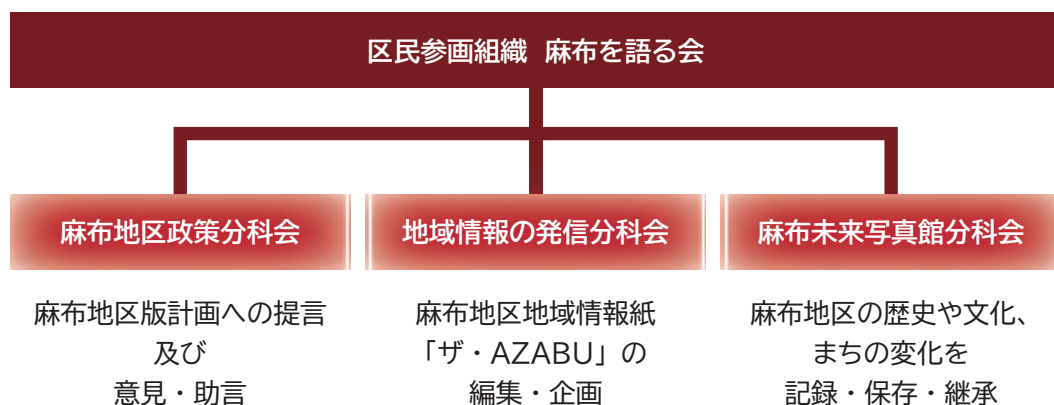 区民参画組織 麻布を語る会
麻布地区政策分科会
麻布地区版計画への提言
及び
意見・助言
地域情報の発信分科会
麻布地区地域情報紙
「ザ・AZABU」の
編集・企画
麻布未来写真館分科会
麻布地区の歴史や文化、
まちの変化を
記録・保存・継承